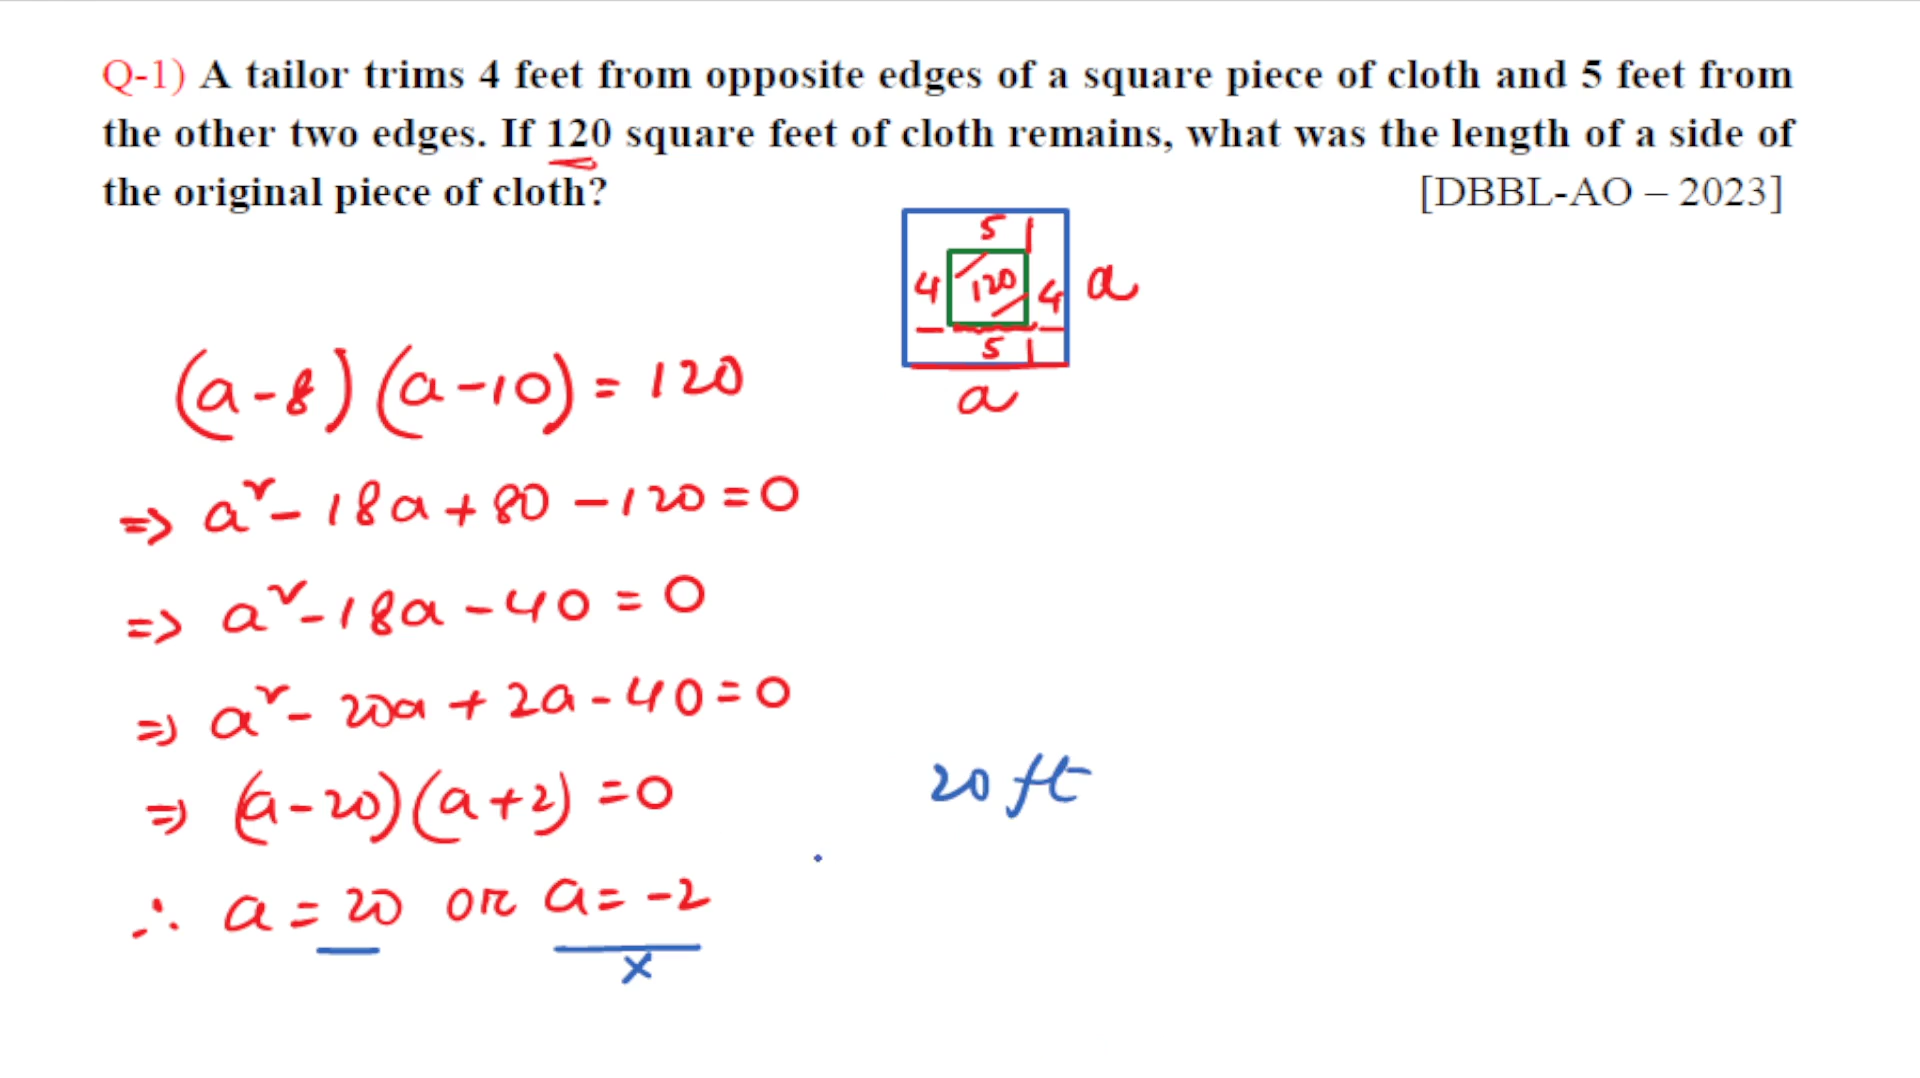 Q-1) A tailor trims 4 feet from opposite edges of a square piece of cloth and 5 feet from
the other two edges. If 120 square feet of cloth remains, what was the length of a side of
the original piece of cloth? [DBBL-AO – 2023]
5
4 120 4 a
5
a
(a-8) (a-10) = 120
=> a² - 18a + 80 - 120 = 0
=> a² - 18a - 40 = 0
=> a² - 20a + 2a - 40 = 0
=> (a-20) (a+2) = 0
20 ft
∴ a = 20 or a = -2
x